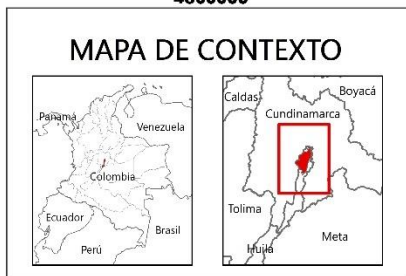 MAPA DE CONTEXTO
Panamá
Venezuela
Colombia
Ecuador
Brasil
Perú
Caldas
Boyacá
Cundinamarca
Tolima
Meta
Huila